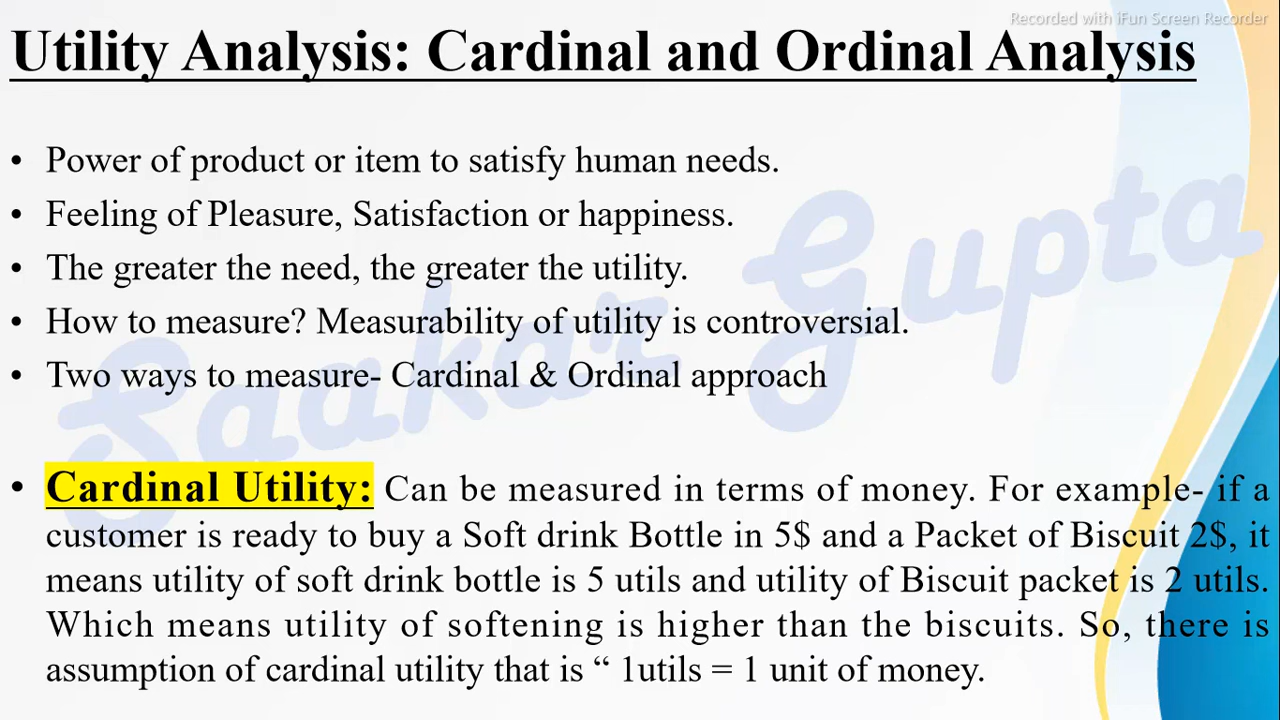 Recorded with iFun Screen Recorder
Utility Analysis: Cardinal and Ordinal Analysis
• Power of product or item to satisfy human needs.
• Feeling of Pleasure, Satisfaction or happiness.
• The greater the need, the greater the utility.
• How to measure? Measurability of utility is controversial.
• Two ways to measure- Cardinal & Ordinal approach
Saakar Gupta
• Cardinal Utility: Can be measured in terms of money. For example- if a
customer is ready to buy a Soft drink Bottle in 5$ and a Packet of Biscuit 2$, it
means utility of soft drink bottle is 5 utils and utility of Biscuit packet is 2 utils.
Which means utility of softening is higher than the biscuits. So, there is
assumption of cardinal utility that is “ 1utils = 1 unit of money.